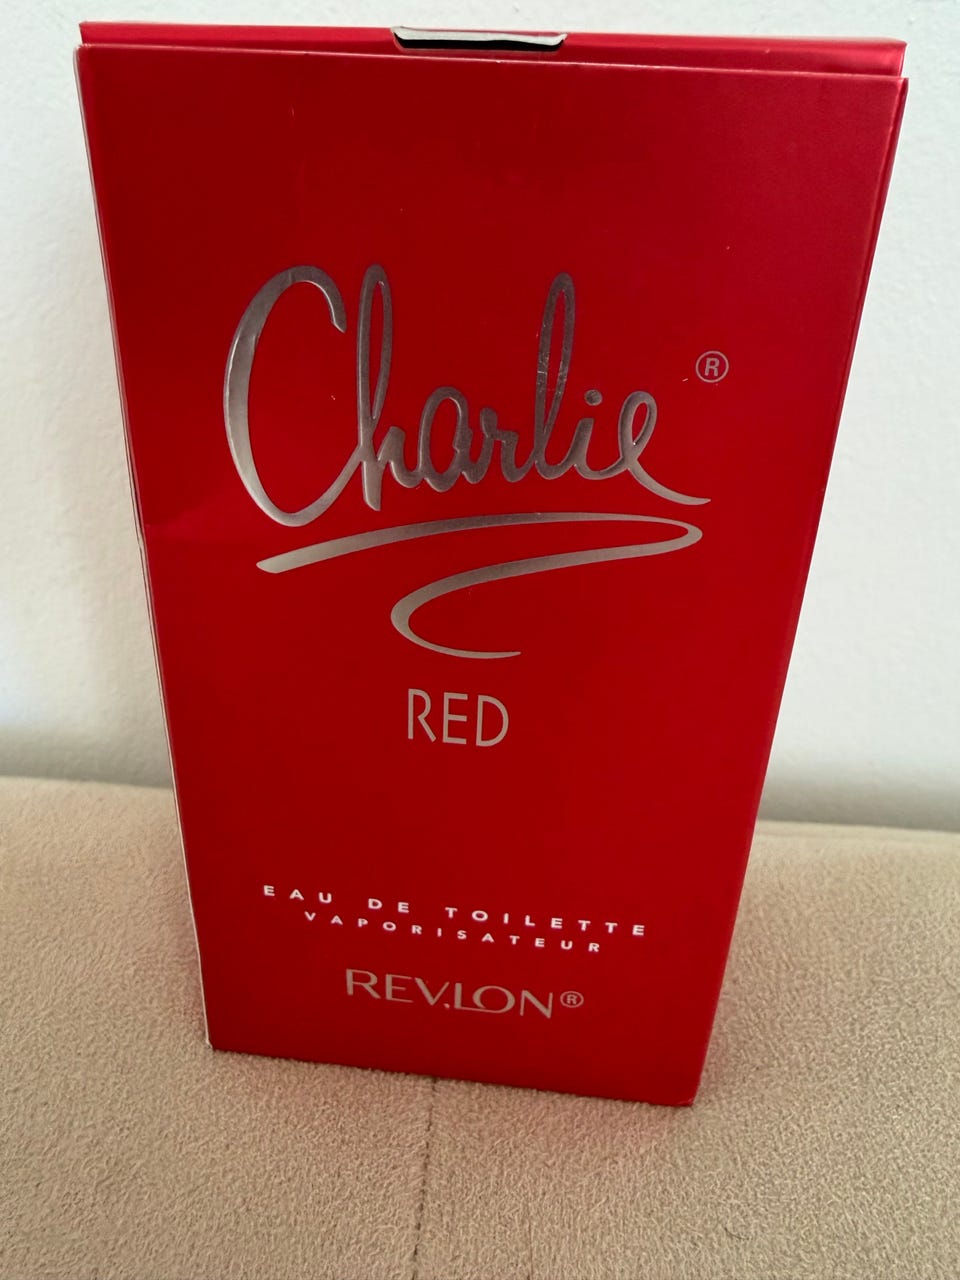 Charlie®
RED
EAU DE TOILETTE
VAPORISATEUR
REVLON®